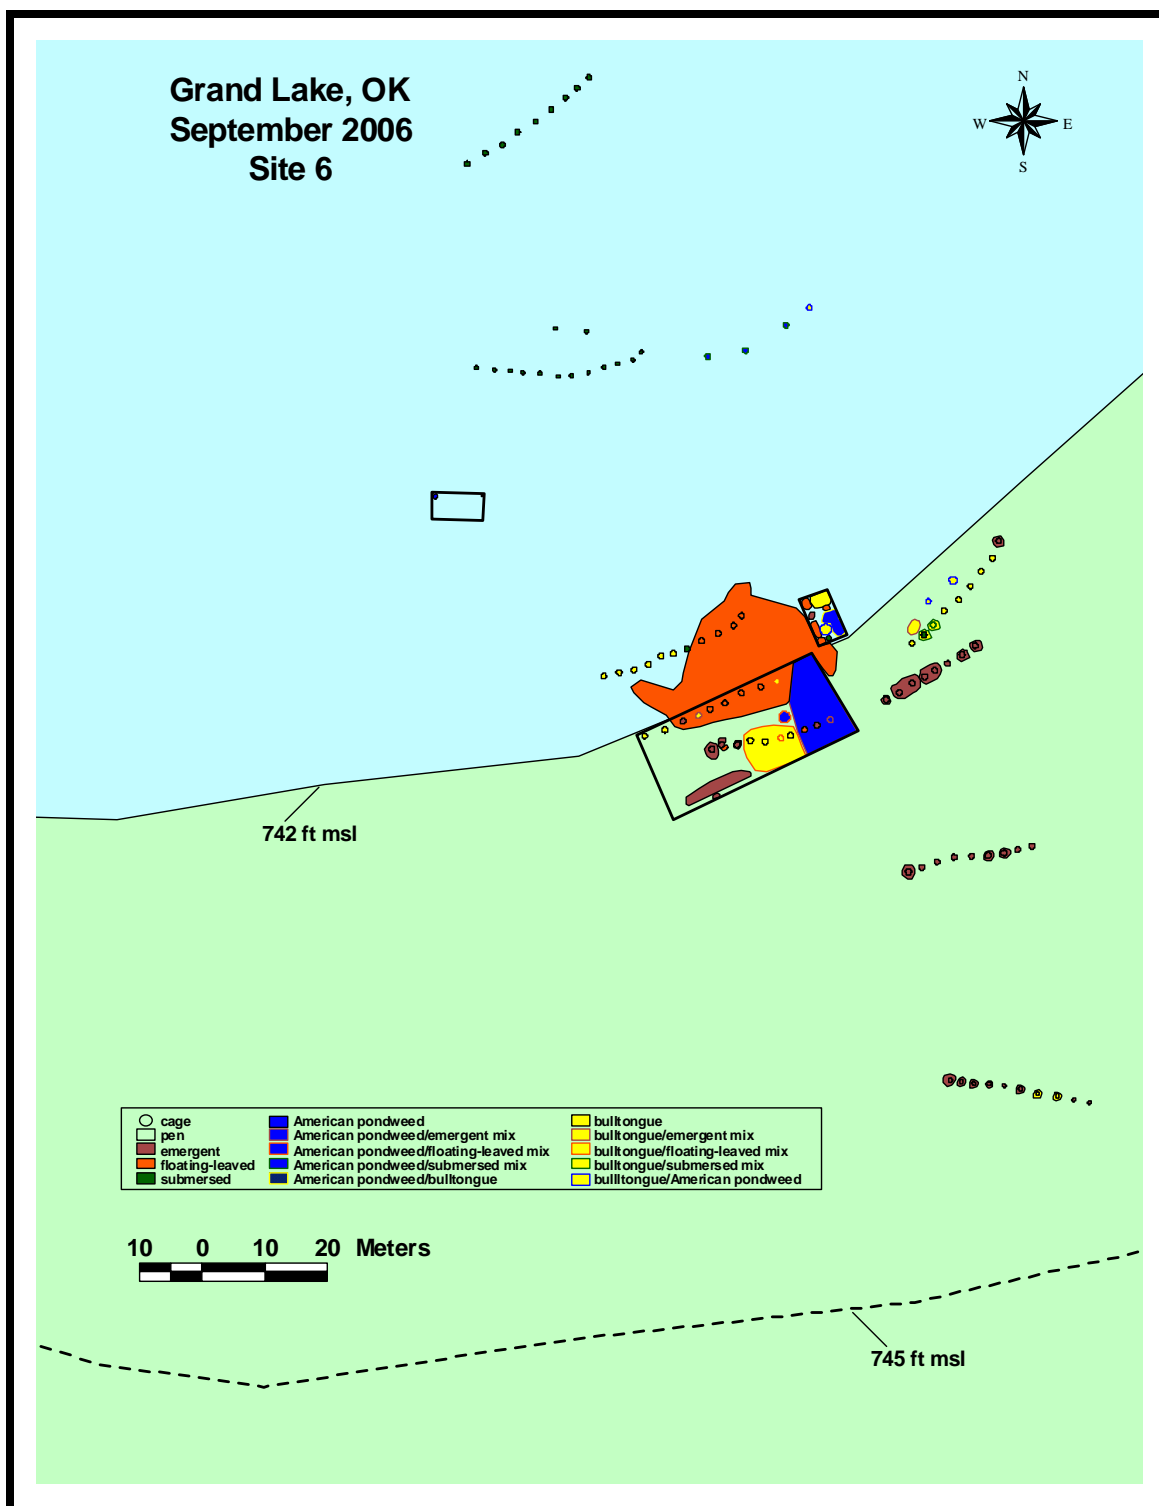 Grand Lake, OK
September 2006
Site 6
N
W E
S
742 ft msl
cage
pen
emergent
floating-leaved
submersed
American pondweed
American pondweed/emergent mix
American pondweed/floating-leaved mix
American pondweed/submersed mix
American pondweed/bulltongue
bulltongue
bulltongue/emergent mix
bulltongue/floating-leaved mix
bulltongue/submersed mix
bullltongue/American pondweed
10 0 10 20 Meters
745 ft msl